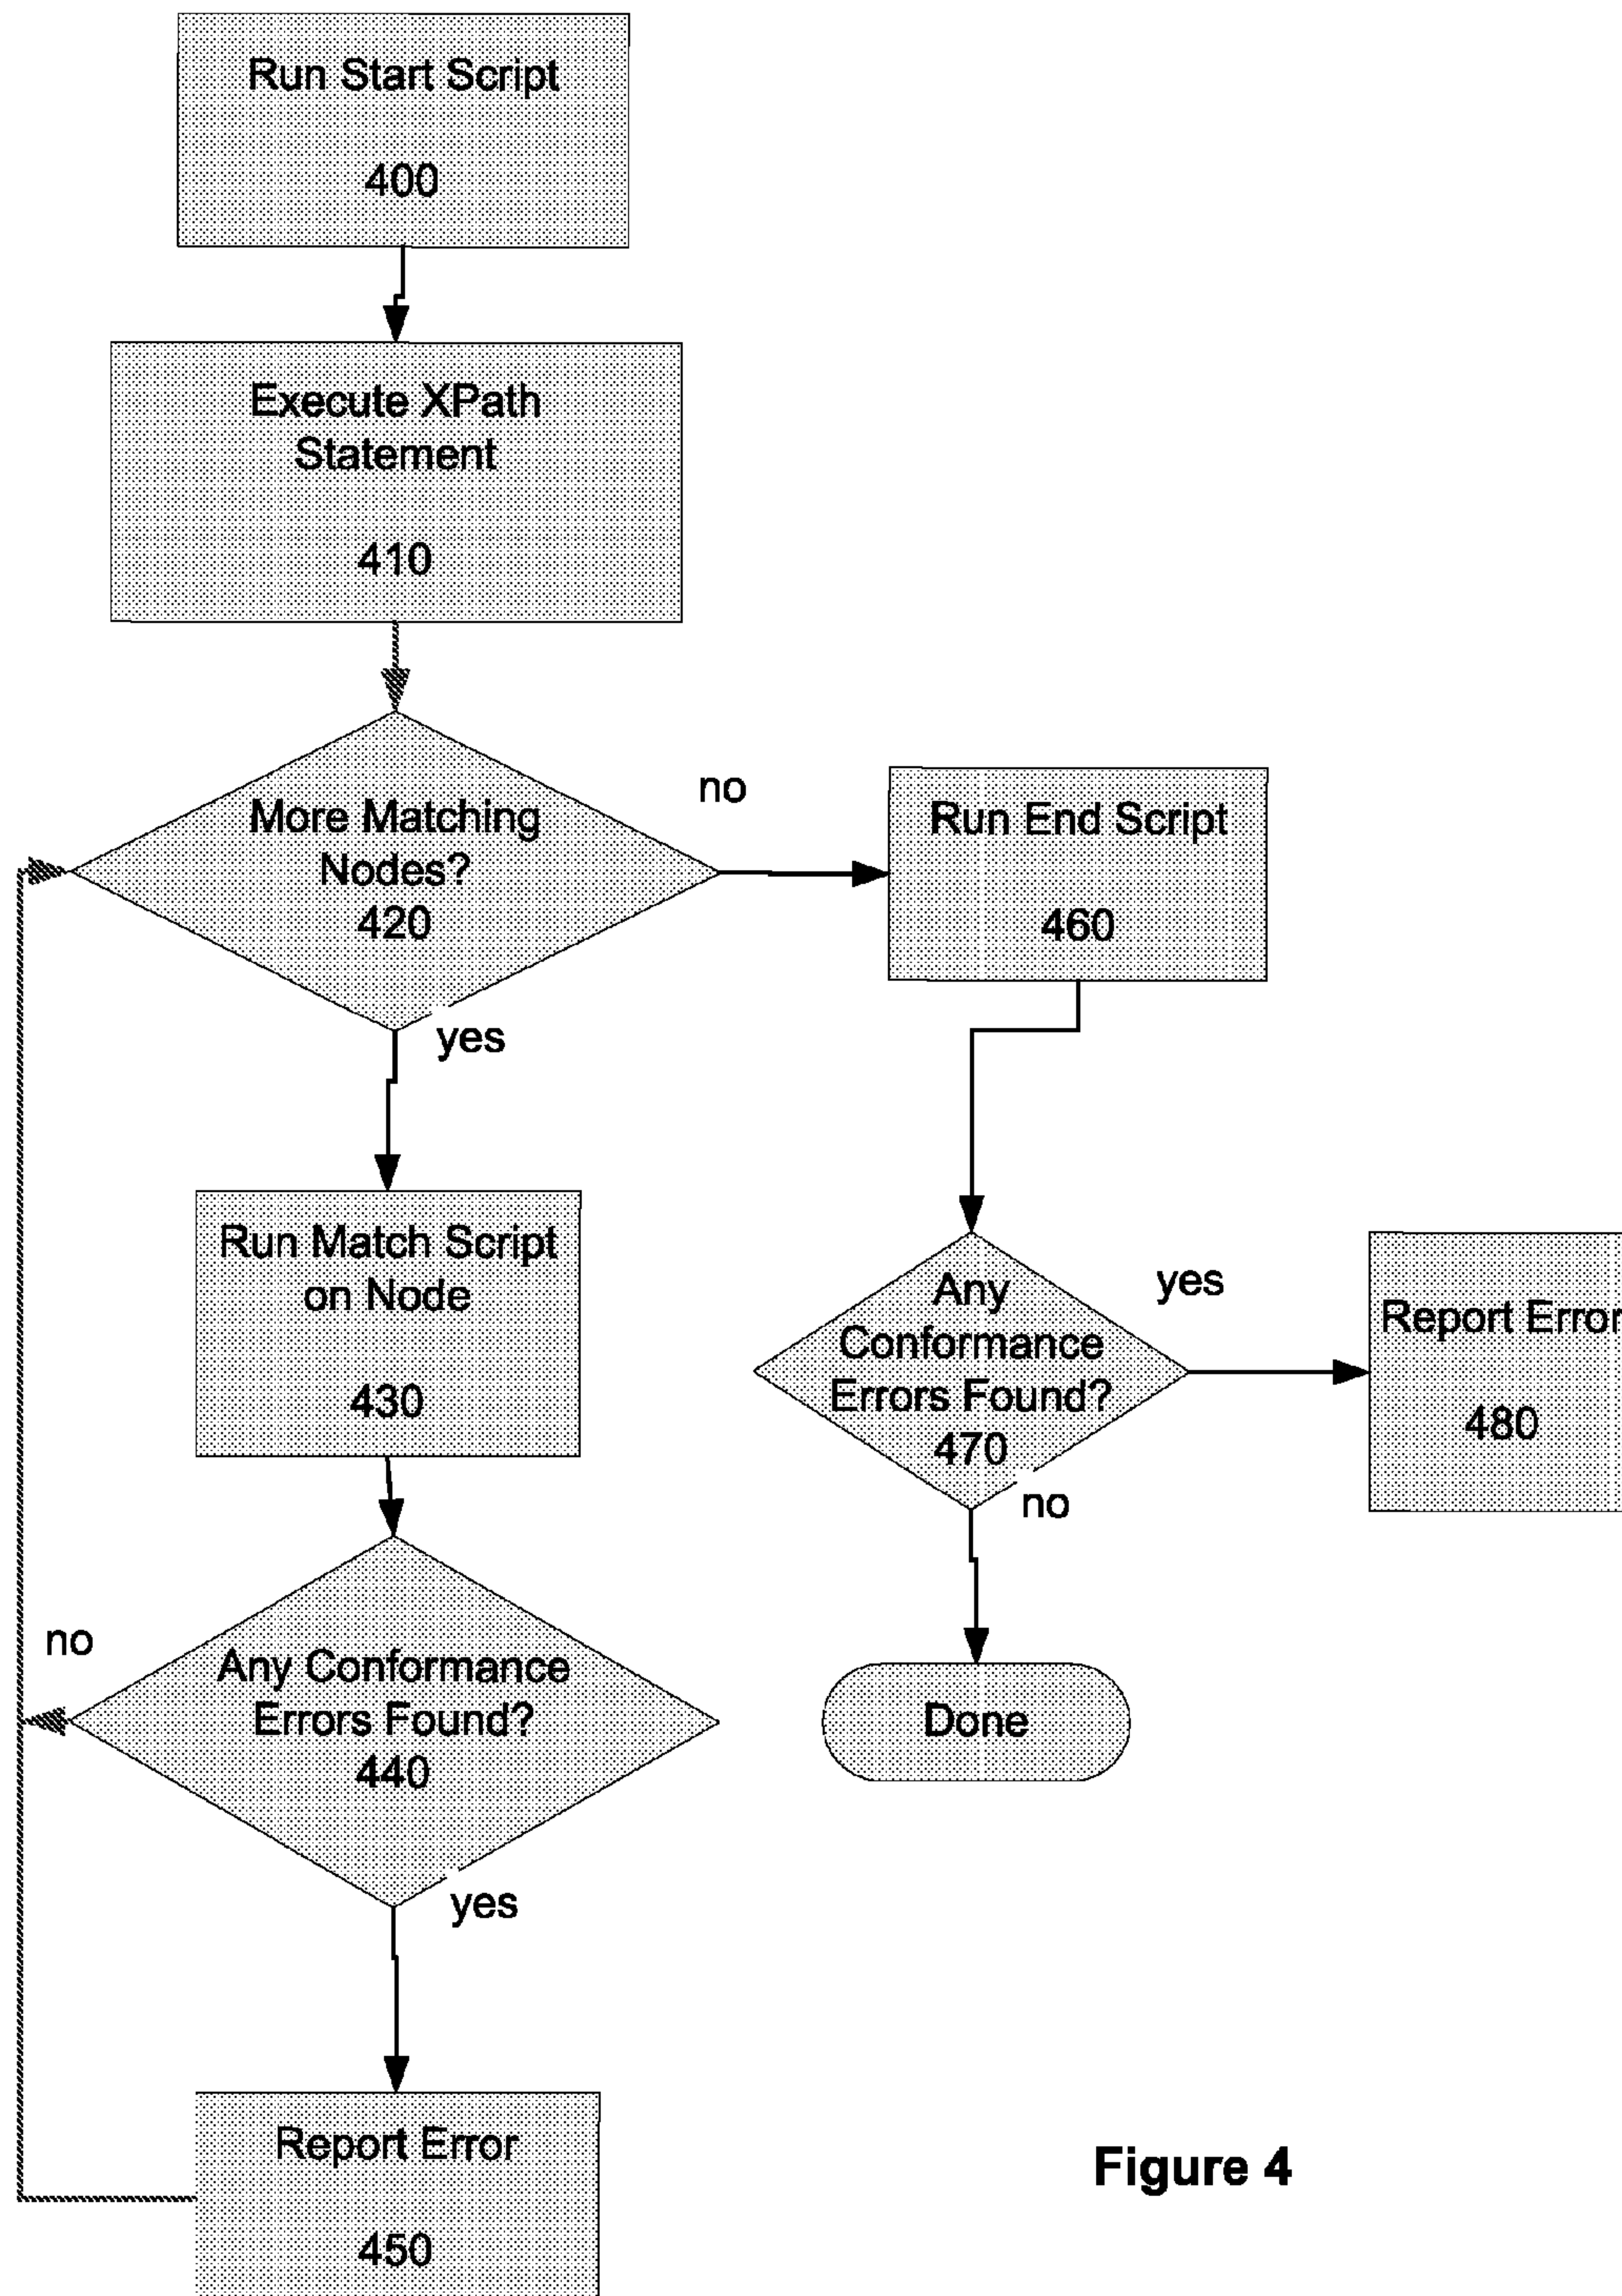 Run Start Script
400
Execute XPath
Statement
410
More Matching
Nodes?
420
no
yes
Run End Script
460
Run Match Script
on Node
430
Any
Conformance
Errors Found?
470
yes
no
Report Error
480
Done
Any Conformance
Errors Found?
440
no
yes
Report Error
450
Figure 4